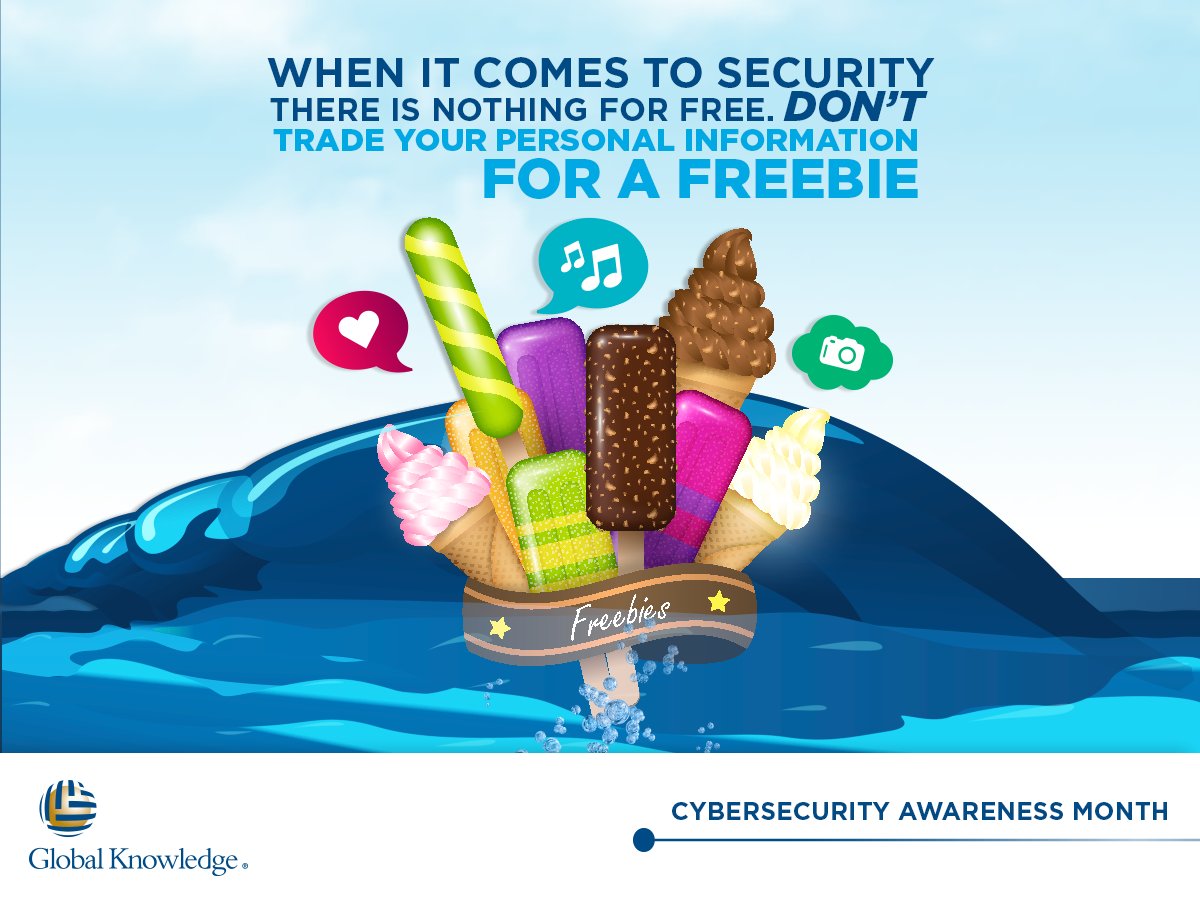 WHEN IT COMES TO SECURITY
THERE IS NOTHING FOR FREE. DON'T
TRADE YOUR PERSONAL INFORMATION
FOR A FREEBIE
Freebies
CYBERSECURITY AWARENESS MONTH
Global Knowledge®